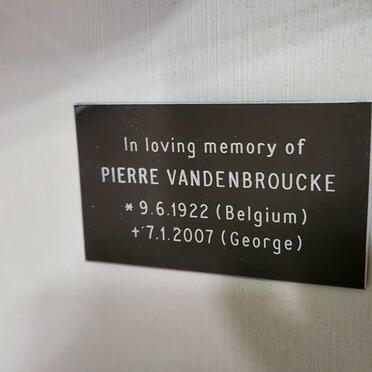 In loving memory of
PIERRE VANDENBROUCKE
* 9.6.1922 (Belgium)
+ 7.1.2007 (George)